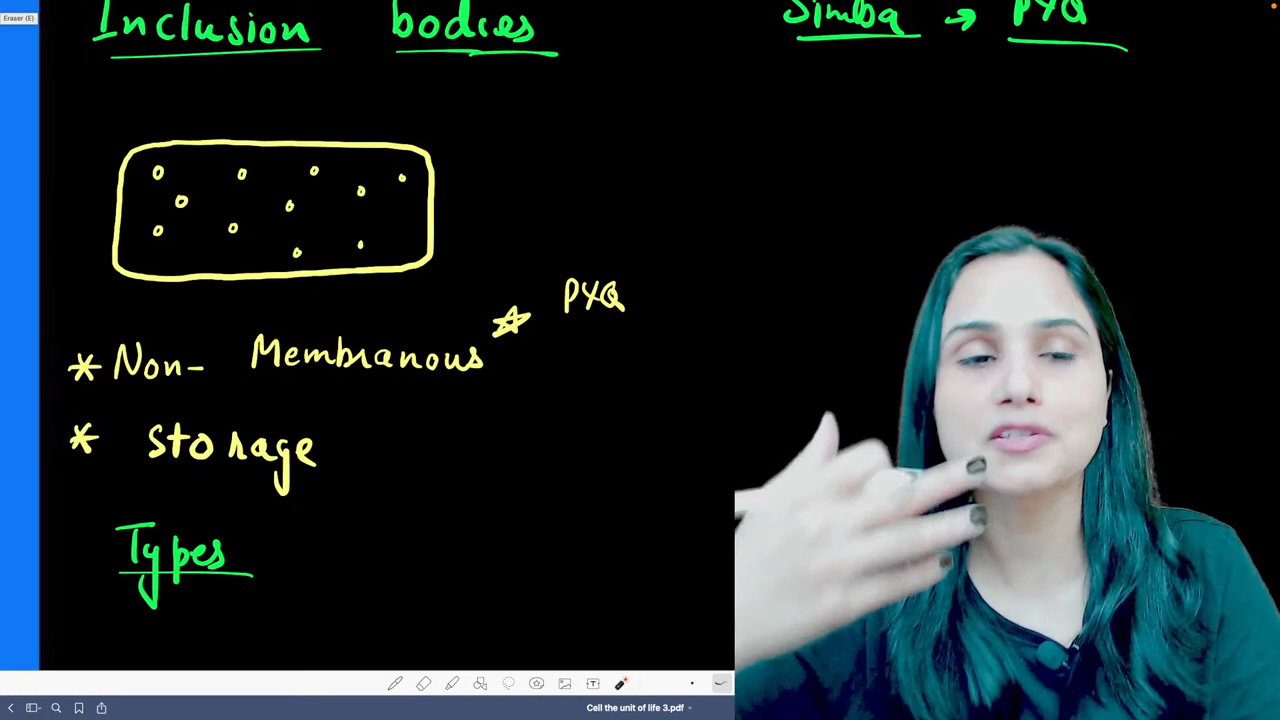 Eraser (E)
Inclusion bodies
Simba → PYQ
PYQ
* Non- Membranous
* Storage
Types
Cell the unit of life 3.pdf